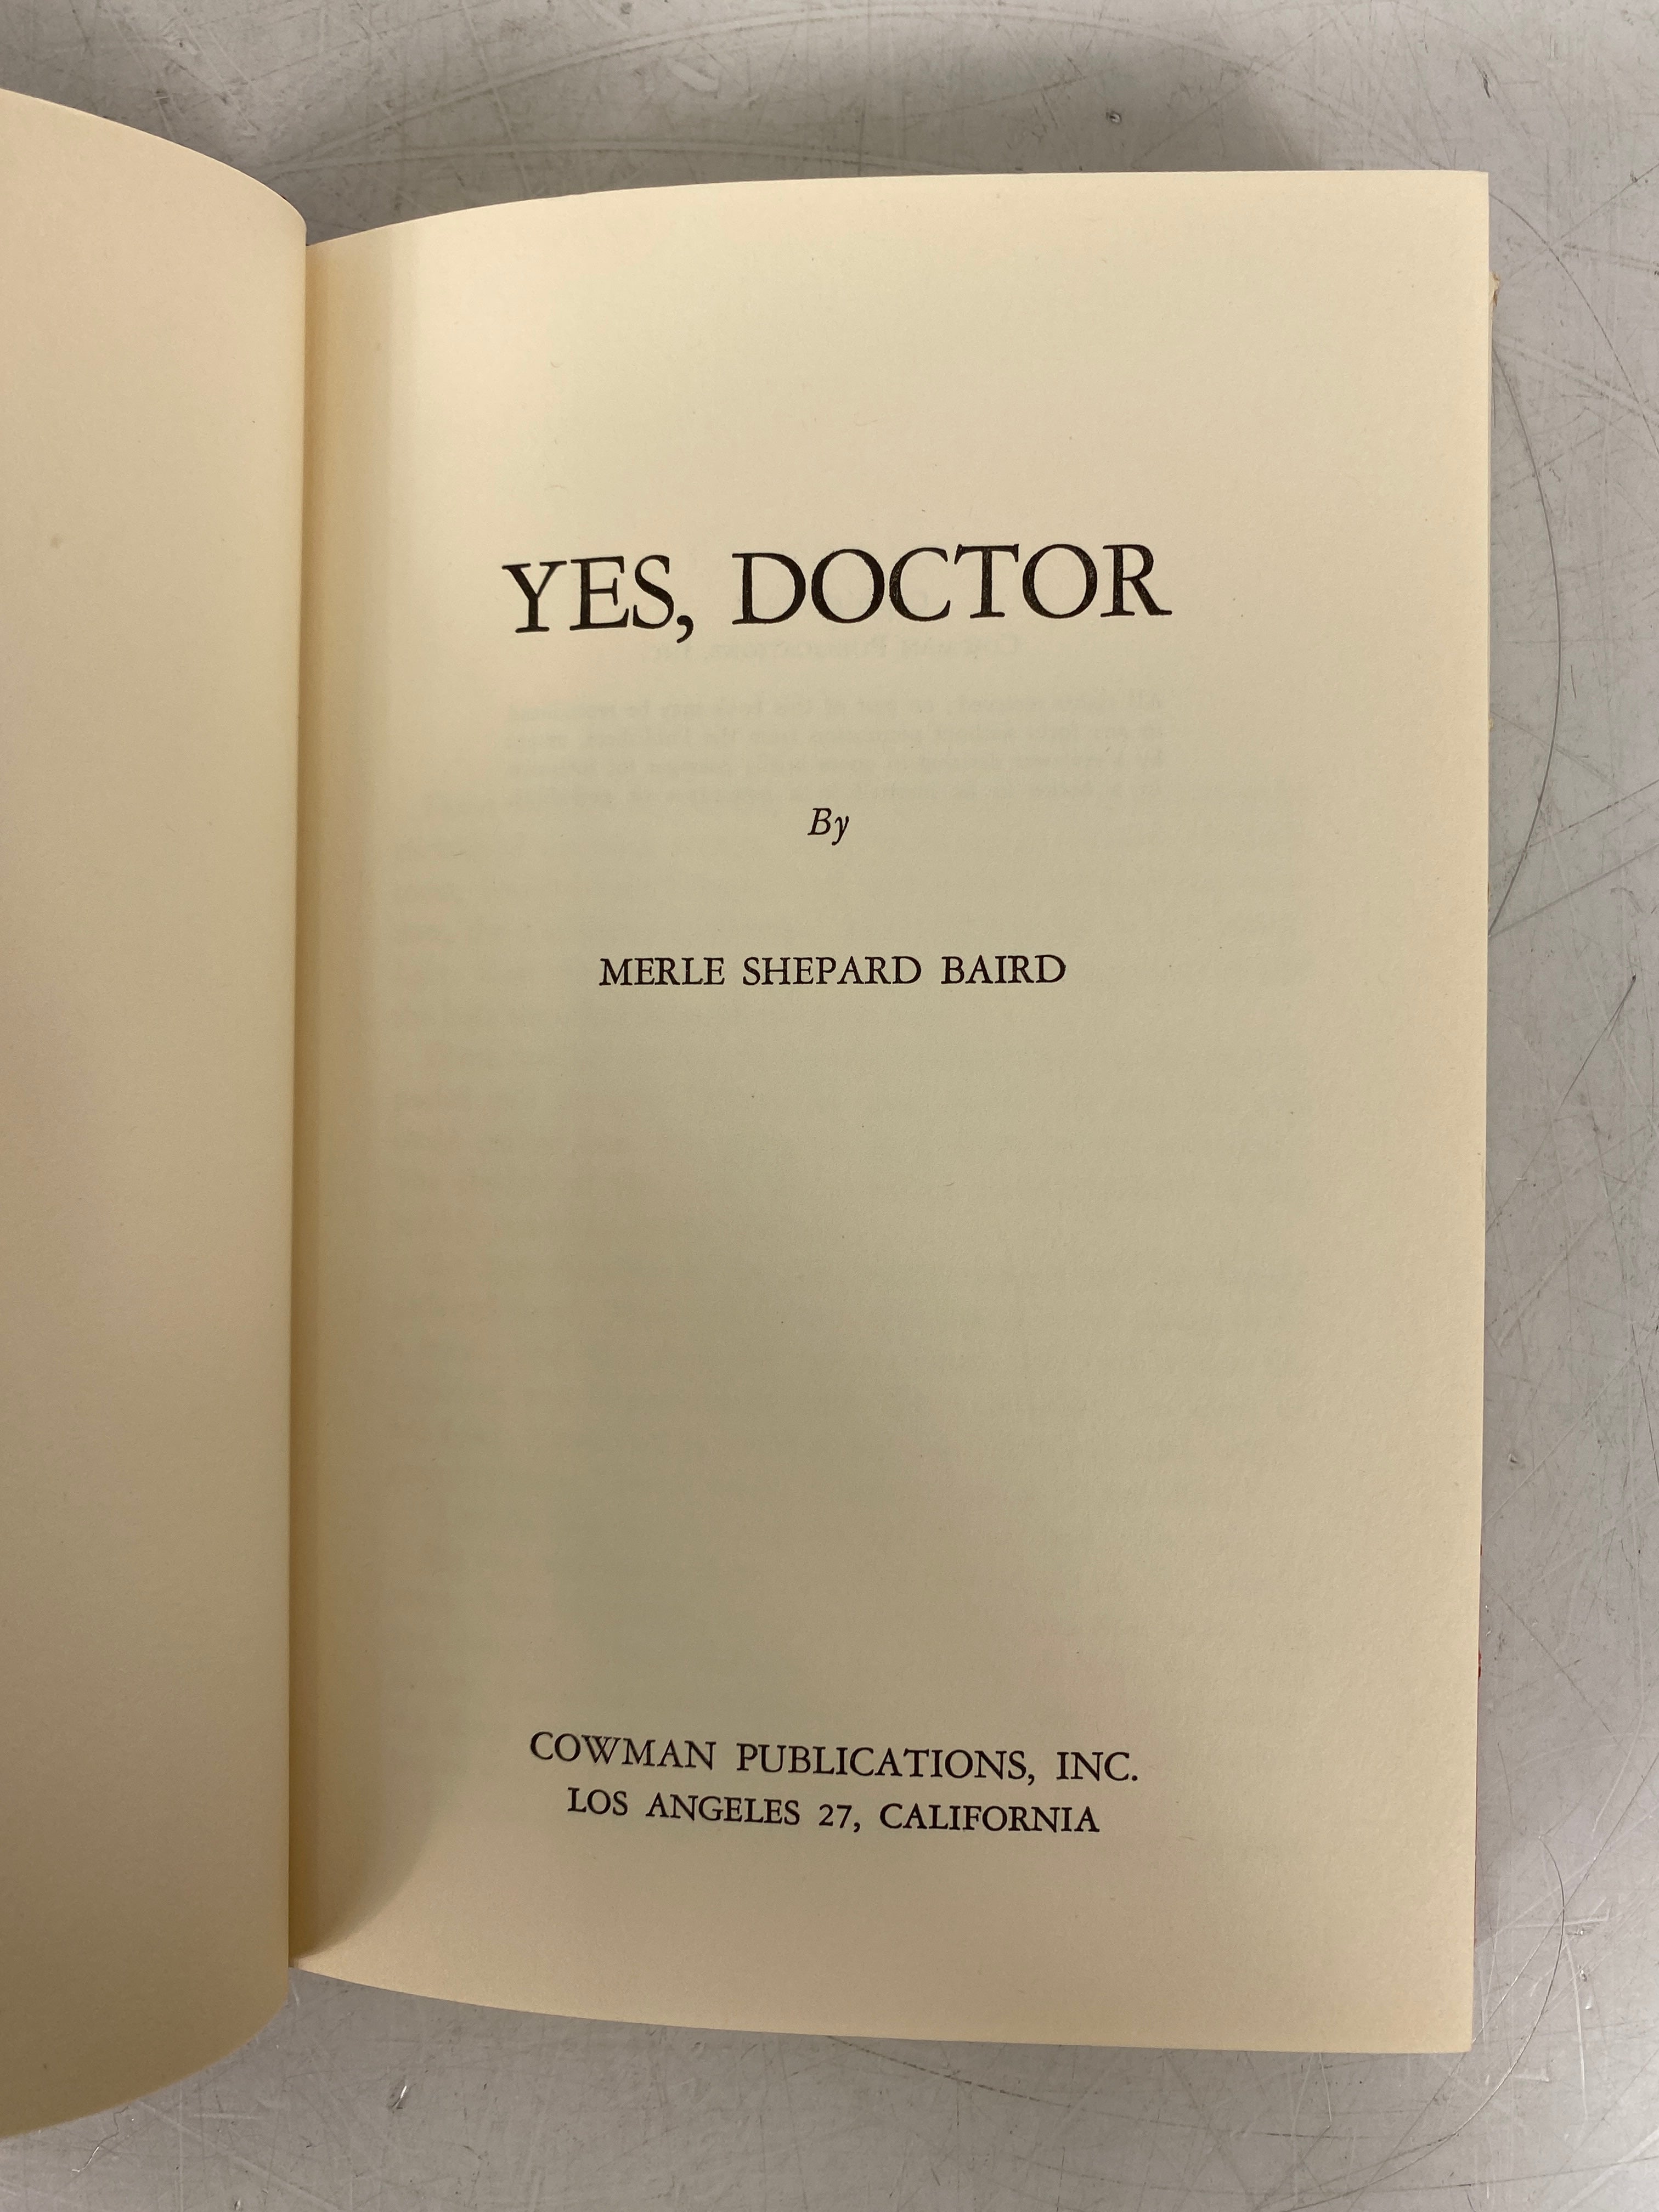 YES, DOCTOR
By
MERLE SHEPARD BAIRD
COWMAN PUBLICATIONS, INC.
LOS ANGELES 27, CALIFORNIA